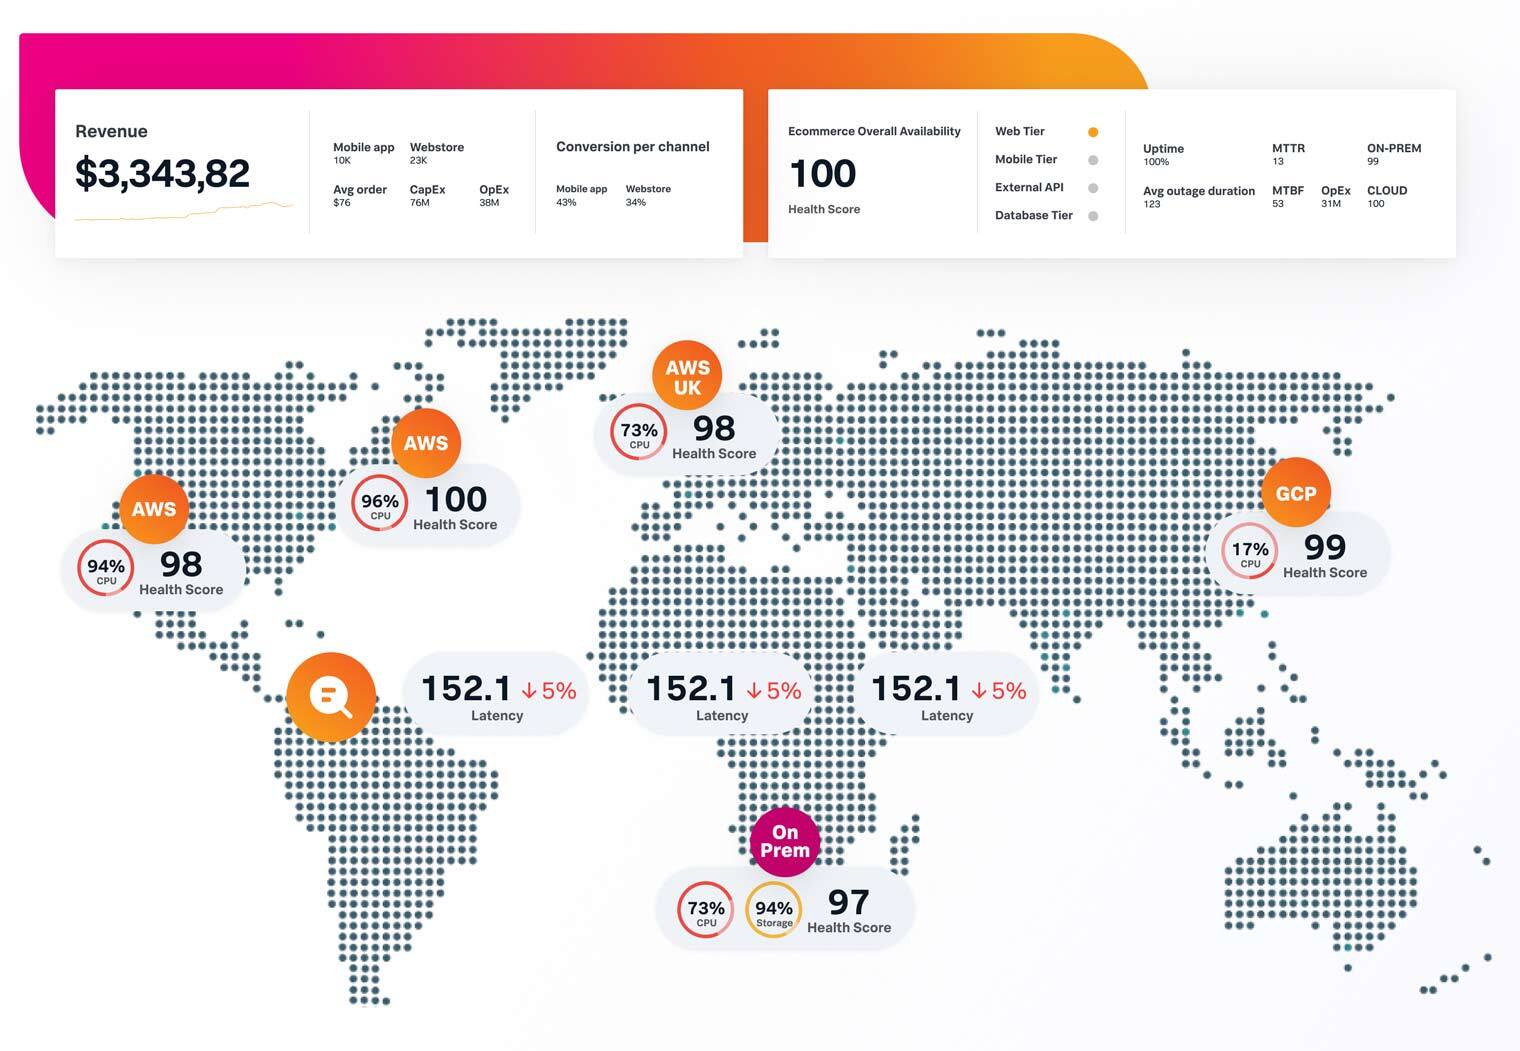 Revenue
$3,343,82
Mobile app Webstore
10K 23K
Avg order CapEx OpEx
$76 76M 38M
Conversion per channel
Mobile app Webstore
43% 34%
Ecommerce Overall Availability
100
Health Score
Web Tier
Mobile Tier
External API
Database Tier
Uptime MTTR ON-PREM
100% 13 99
Avg outage duration MTBF OpEx CLOUD
123 53 31M 100
AWS
UK
73%
CPU
98
Health Score
AWS
96%
CPU
100
Health Score
AWS
94%
CPU
98
Health Score
GCP
17%
CPU
99
Health Score
152.1 ↓ 5%
Latency
152.1 ↓ 5%
Latency
152.1 ↓ 5%
Latency
On
Prem
73%
CPU
94%
Storage
97
Health Score